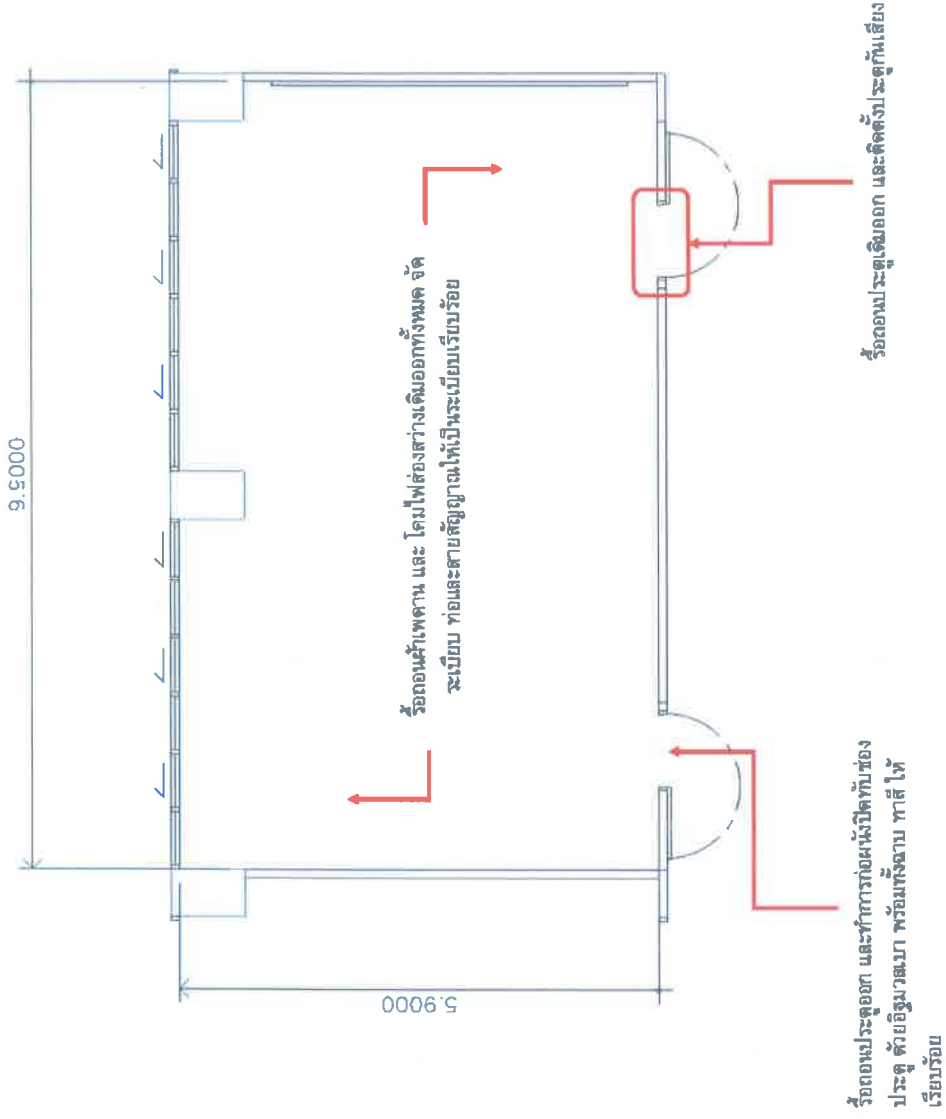 9.5000
5.9000
รื้อถอนฝ้าเพดาน และ โคมไฟส่องสว่างเดิมออกทั้งหมด จัด
ระเบียบ ท่อและสายสัญญาณให้เป็นระเบียบเรียบร้อย
รื้อถอนประตูเดิมออก และติดตั้งประตูกันเสียง
รื้อถอนประตูออก และทำการก่อผนังปิดทับช่อง
ประตู ด้วยอิฐมวลเบา พร้อมทั้งฉาบ ทาสี ให้
เรียบร้อย